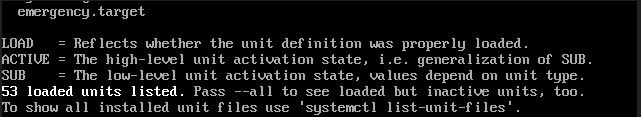 emergency.target
LOAD   = Reflects whether the unit definition was properly loaded.
ACTIVE = The high-level unit activation state, i.e. generalization of SUB.
SUB    = The low-level unit activation state, values depend on unit type.
53 loaded units listed. Pass --all to see loaded but inactive units, too.
To show all installed unit files use 'systemctl list-unit-files'.